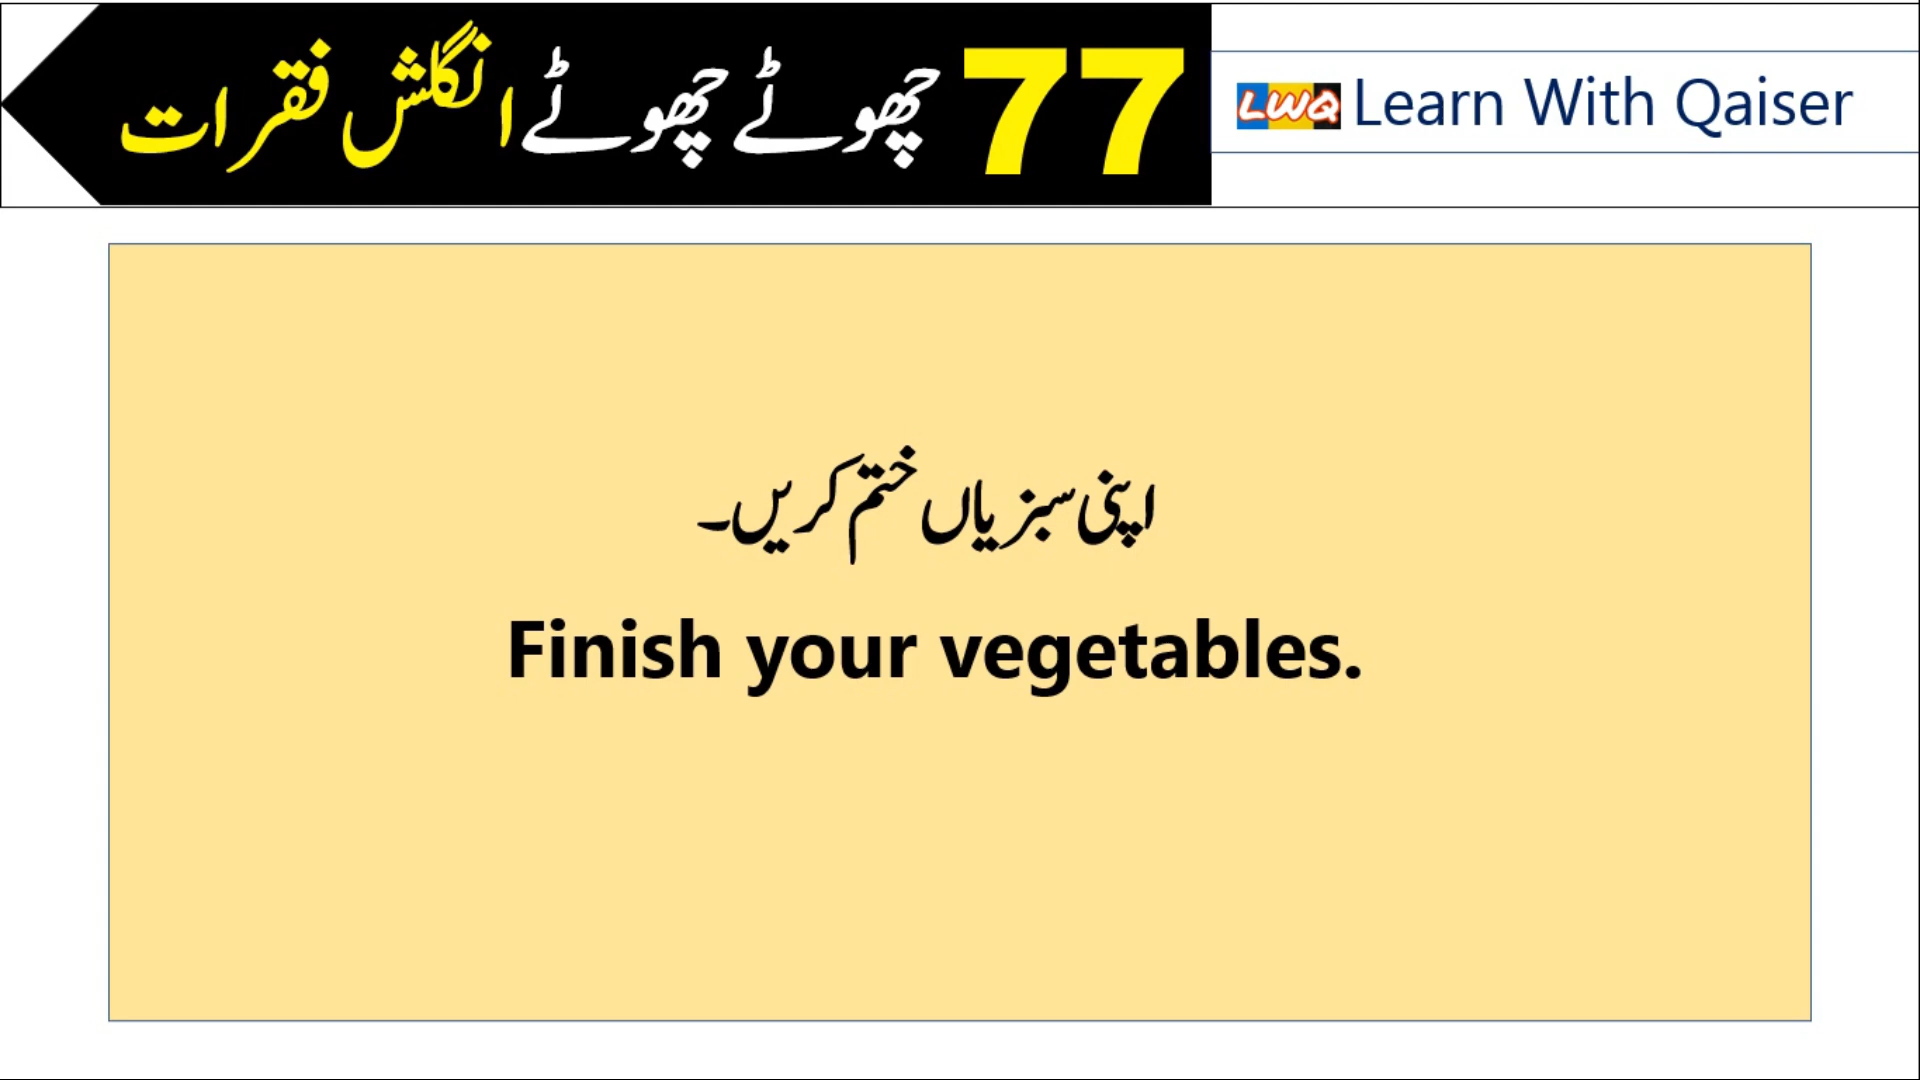 77 چھوٹے چھوٹے انگلش فقرات
LWQ Learn With Qaiser
اپنی سبزیاں ختم کریں۔
Finish your vegetables.